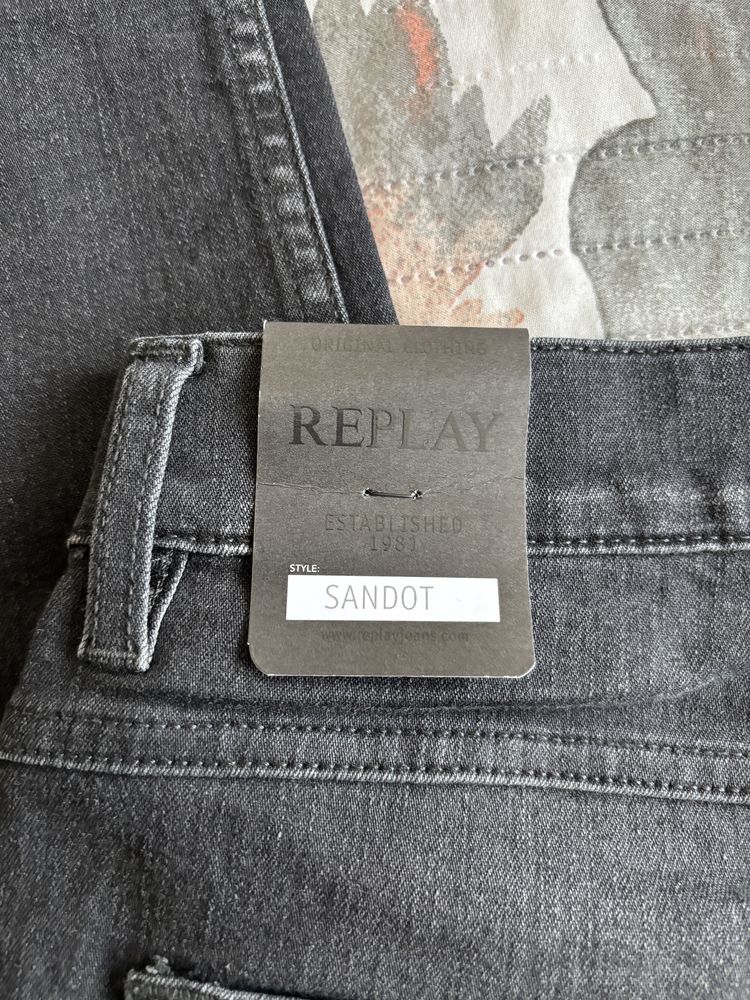 ORIGINAL CLOTHING
REPLAY
ESTABLISHED
1981
STYLE:
SANDOT
www.replayjeans.com